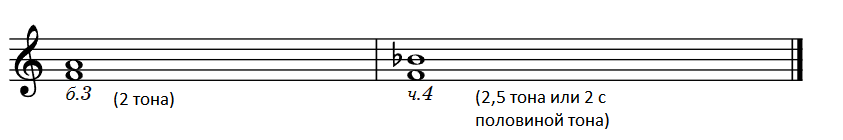 б.3 (2 тона)
ч.4 (2,5 тона или 2 с
половиной тона)